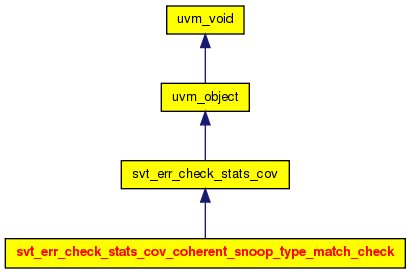 uvm_void
uvm_object
svt_err_check_stats_cov
svt_err_check_stats_cov_coherent_snoop_type_match_check